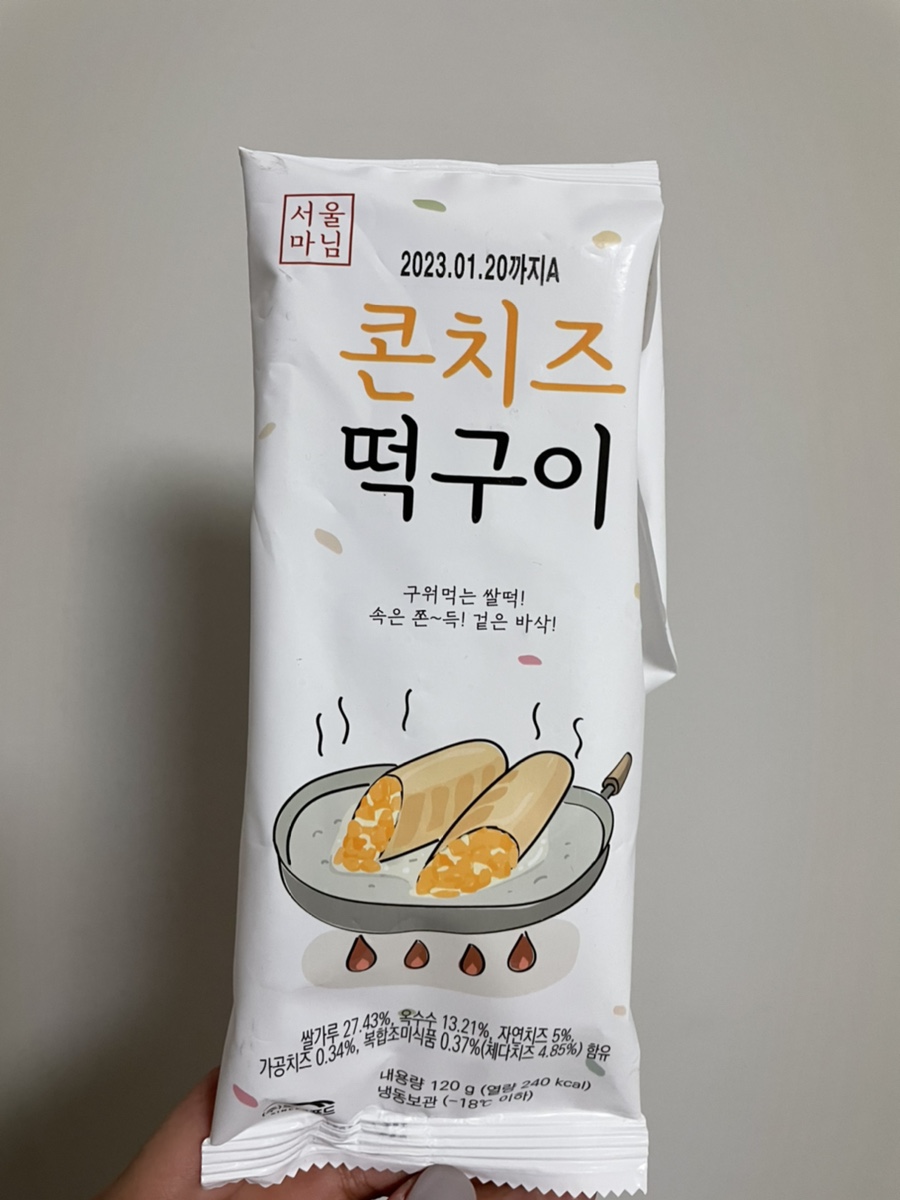 서울
마님
2023.01.20까지A
콘치즈
떡구이
구워먹는 쌀떡!
속은 쫀~득! 겉은 바삭!
쌀가루 27.43%, 옥수수 13.21%, 자연치즈 5%,
가공치즈 0.34%, 복합조미식품 0.37%(체다치즈 4.85%) 함유
내용량 120 g (열량 240 kcal)
냉동보관 (-18℃ 이하)